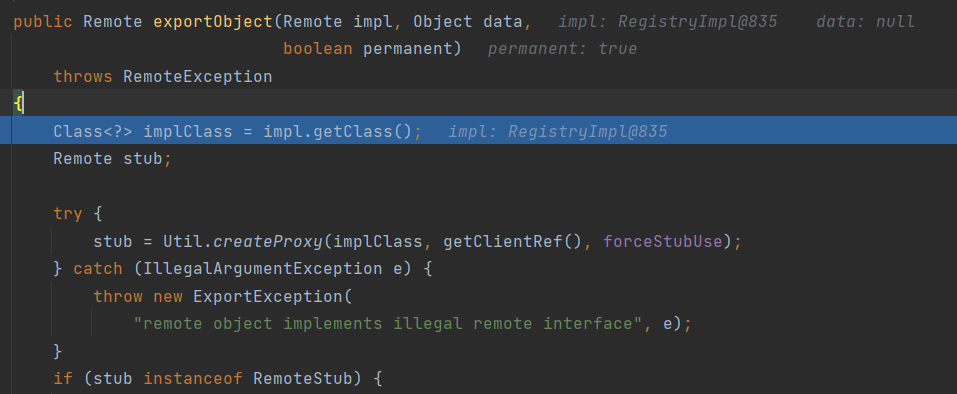 public Remote exportObject(Remote impl, Object data,   impl: RegistryImpl@835    data: null
                           boolean permanent)   permanent: true
    throws RemoteException
{
    Class<?> implClass = impl.getClass();   impl: RegistryImpl@835
    Remote stub;

    try {
        stub = Util.createProxy(implClass, getClientRef(), forceStubUse);
    } catch (IllegalArgumentException e) {
        throw new ExportException(
            "remote object implements illegal remote interface", e);
    }
    if (stub instanceof RemoteStub) {